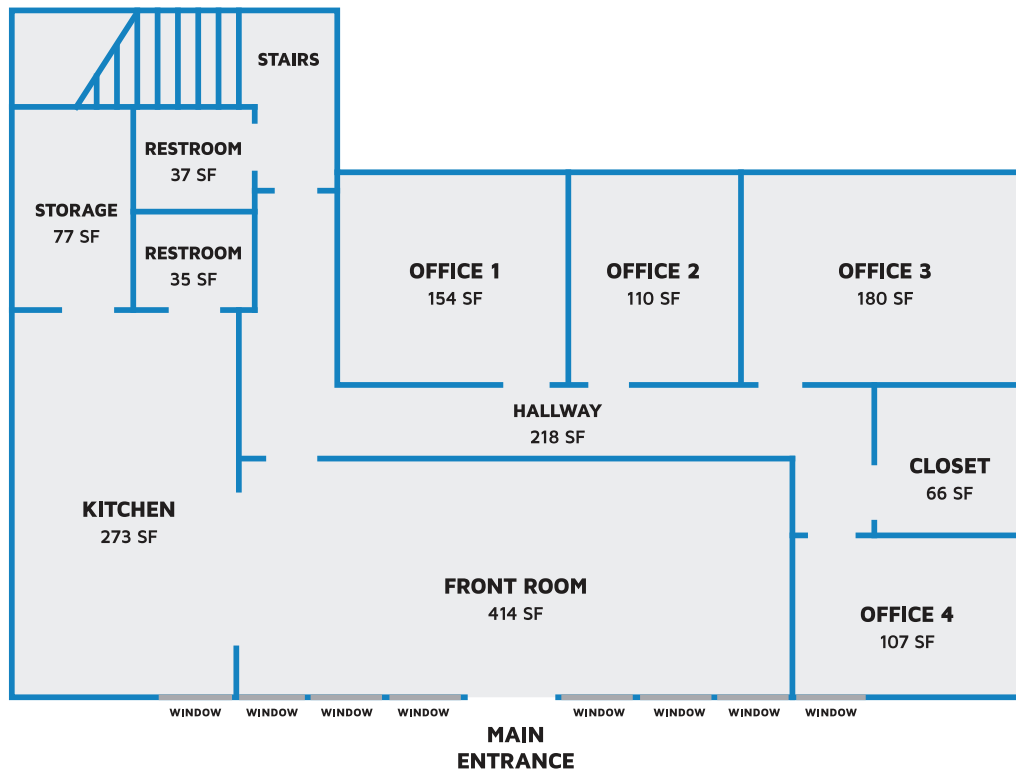 STAIRS
RESTROOM
37 SF
STORAGE
77 SF
RESTROOM
35 SF
OFFICE 1
154 SF
OFFICE 2
110 SF
OFFICE 3
180 SF
HALLWAY
218 SF
CLOSET
66 SF
KITCHEN
273 SF
FRONT ROOM
414 SF
OFFICE 4
107 SF
WINDOW
WINDOW
WINDOW
WINDOW
WINDOW
WINDOW
WINDOW
WINDOW
MAIN
ENTRANCE